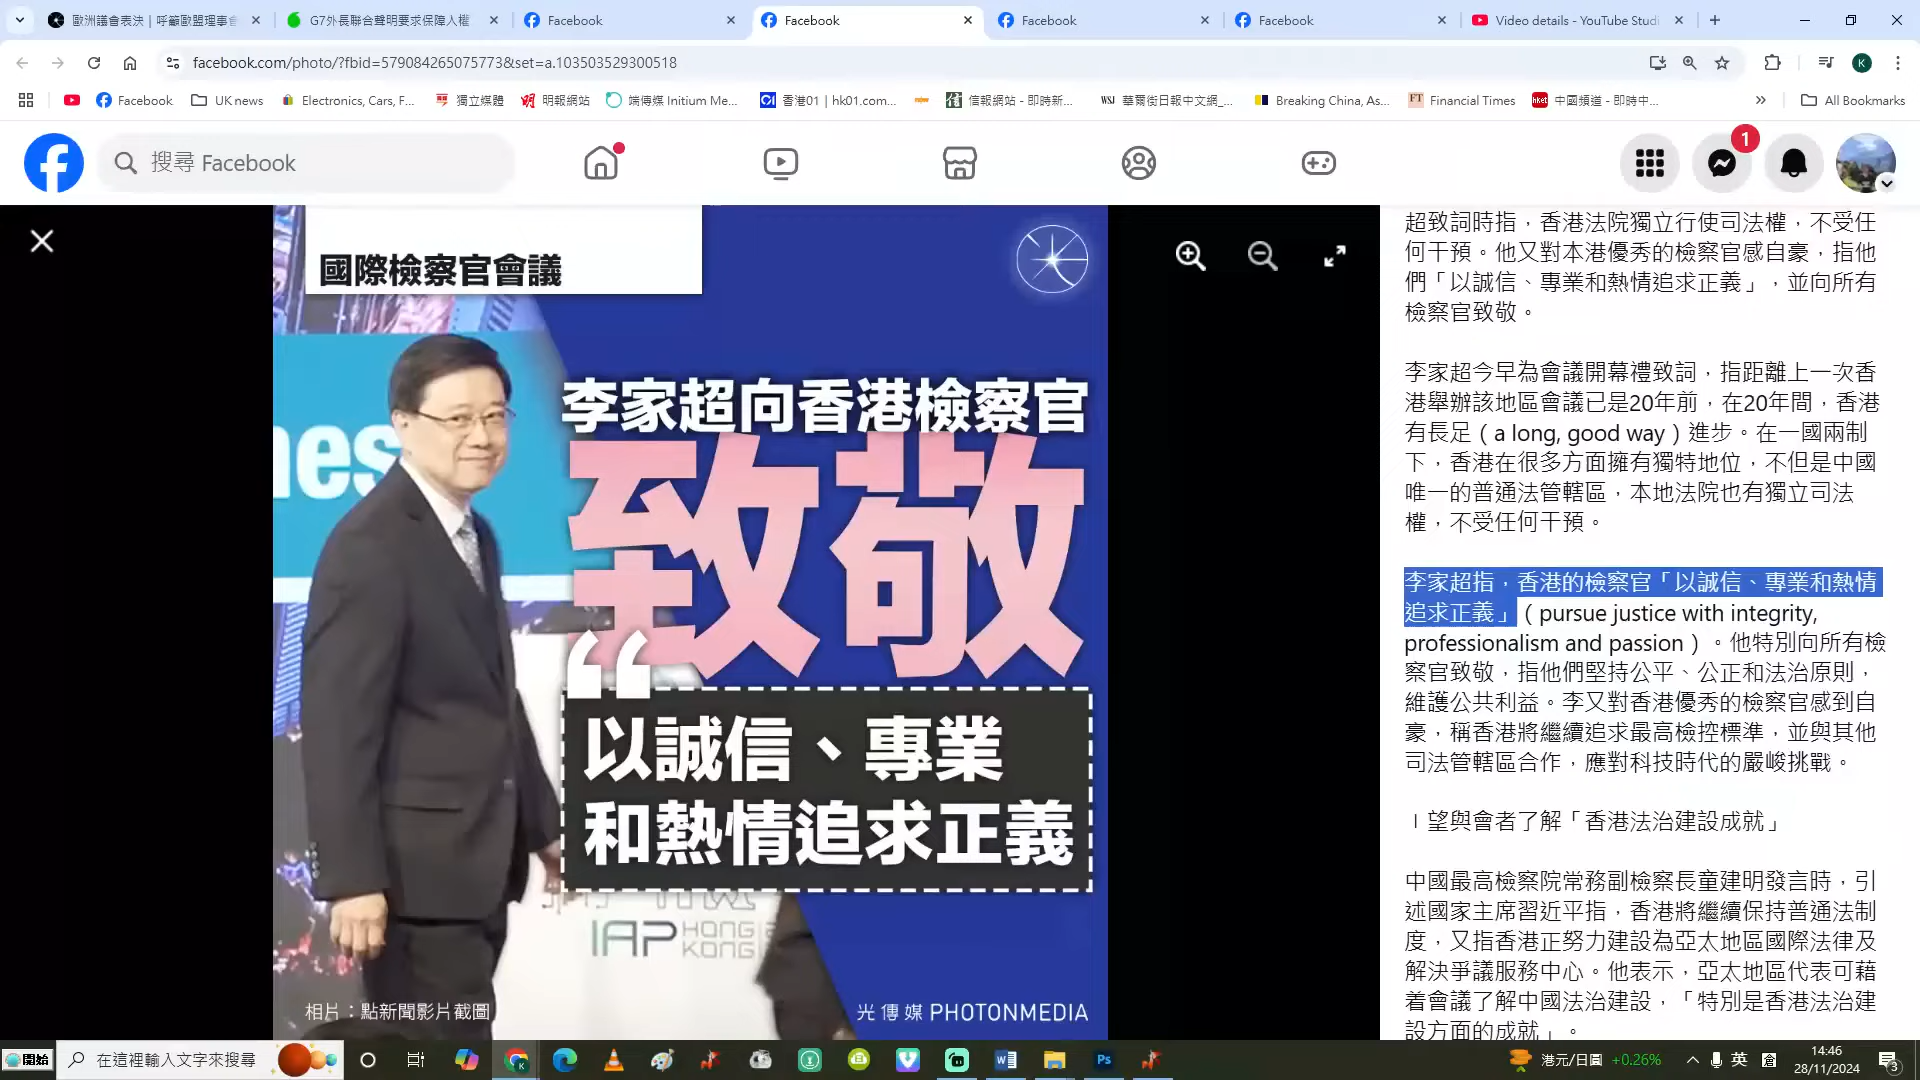 歐洲議會表決｜呼籲歐盟理事會
G7外長聯合聲明要求保障人權
Facebook
Facebook
Facebook
Facebook
Video details - YouTube Studi
facebook.com/photo/?fbid=579084265075773&set=a.103503529300518
Facebook
UK news
Electronics, Cars, F...
獨立媒體
明報網站
端傳媒 Initium Me...
香港01 | hk01.com...
信報網站 - 即時新...
華爾街日報中文網_...
Breaking China, As...
Financial Times
中國頻道 - 即時中...
All Bookmarks
搜尋 Facebook
1
國際檢察官會議
李家超向香港檢察官
致敬
“
以誠信、專業
和熱情追求正義
nes
IAP HONG
KONG
相片：點新聞影片截圖
光傳媒 PHOTONMEDIA
超致詞時指，香港法院獨立行使司法權，不受任
何干預。他又對本港優秀的檢察官感自豪，指他
們「以誠信、專業和熱情追求正義」，並向所有
檢察官致敬。
李家超今早為會議開幕禮致詞，指距離上一次香
港舉辦該地區會議已是20年前，在20年間，香港
有長足（a long, good way）進步。在一國兩制
下，香港在很多方面擁有獨特地位，不但是中國
唯一的普通法管轄區，本地法院也有獨立司法
權，不受任何干預。
李家超指，香港的檢察官「以誠信、專業和熱情
追求正義」（pursue justice with integrity,
professionalism and passion）。他特別向所有檢
察官致敬，指他們堅持公平、公正和法治原則，
維護公共利益。李又對香港優秀的檢察官感到自
豪，稱香港將繼續追求最高檢控標準，並與其他
司法管轄區合作，應對科技時代的嚴峻挑戰。
｜望與會者了解「香港法治建設成就」
中國最高檢察院常務副檢察長童建明發言時，引
述國家主席習近平指，香港將繼續保持普通法制
度，又指香港正努力建設為亞太地區國際法律及
解決爭議服務中心。他表示，亞太地區代表可藉
着會議了解中國法治建設，「特別是香港法治建
設方面的成就」。
開始
在這裡輸入文字來搜尋
港元/日圓 +0.26%
英
14:46
28/11/2024
3